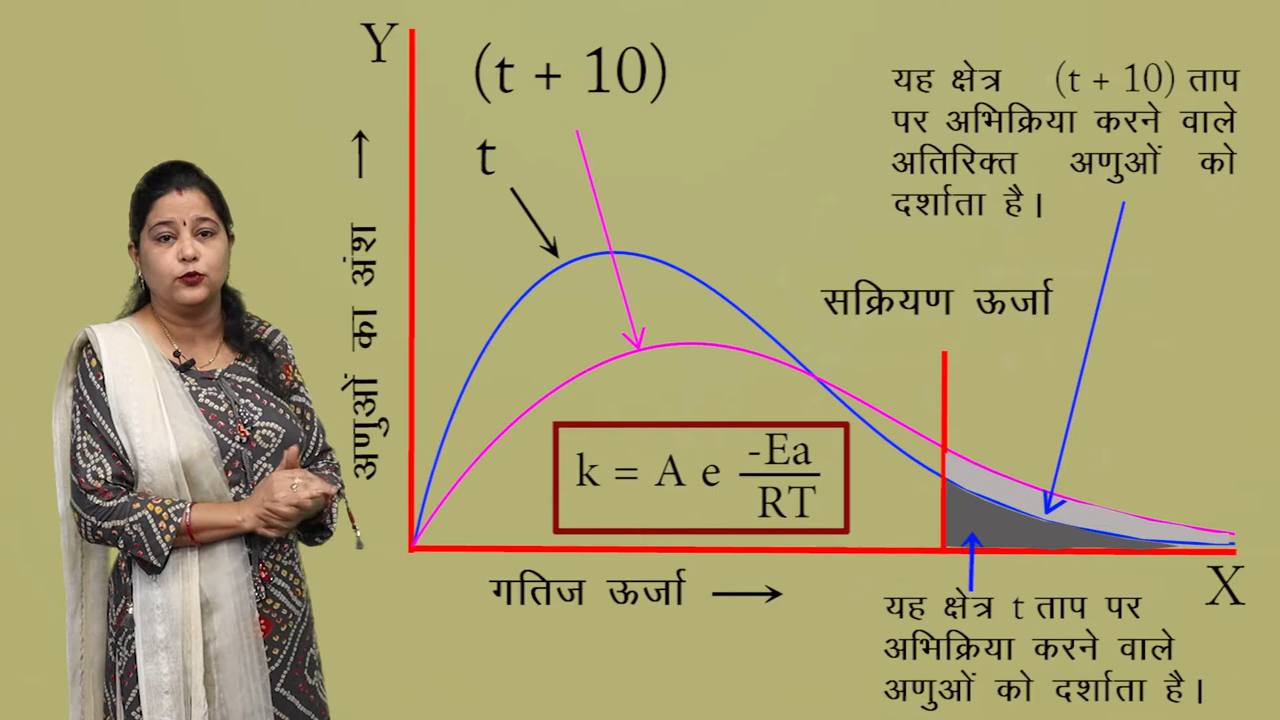 Y
(t + 10)
t
यह क्षेत्र (t + 10) ताप
पर अभिक्रिया करने वाले
अतिरिक्त अणुओं को
दर्शाता है।
सक्रियण ऊर्जा
अणुओं का अंश
k = A e -Ea
RT
गतिज ऊर्जा
X
यह क्षेत्र t ताप पर
अभिक्रिया करने वाले
अणुओं को दर्शाता है।